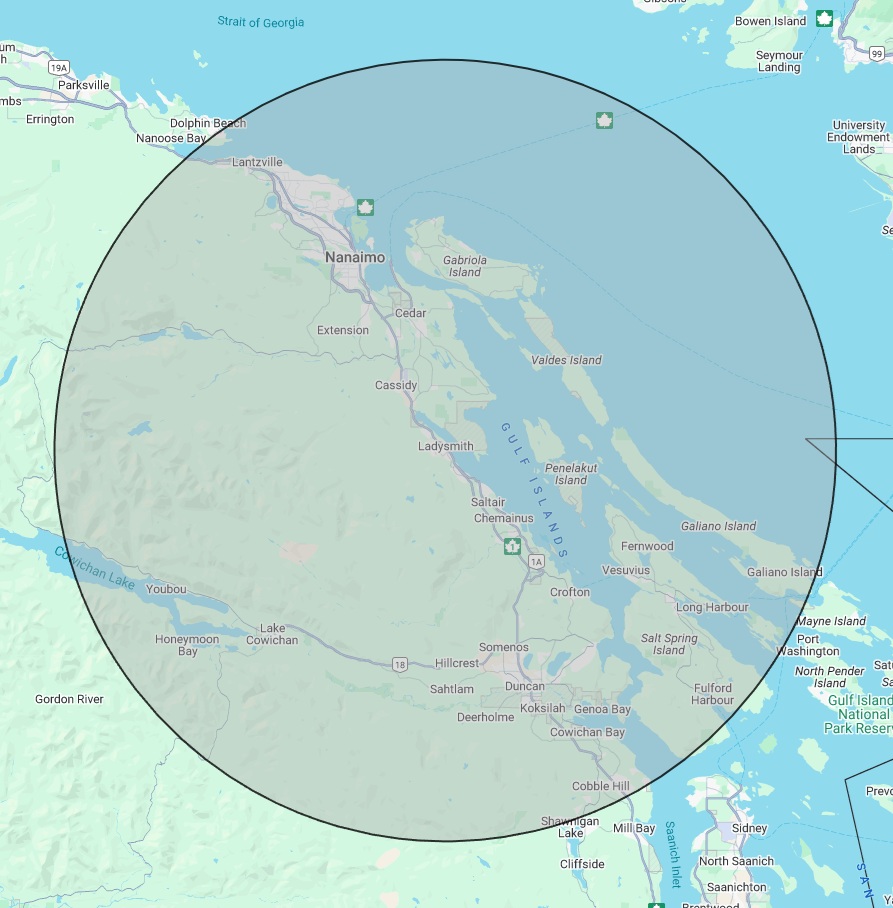 Strait of Georgia
Gibsons
Bowen Island
99
Seymour
Landing
um
h
19A
Parksville
mbs
Errington
Dolphin Beach
Nanoose Bay
University
Endowment
Lands
Lantzville
Se
Nanaimo
Gabriola
Island
Cedar
Extension
Valdes Island
Cassidy
GULF ISLANDS
Ladysmith
Penelakut
Island
Saltair
Chemainus
Galiano Island
1
1A
Fernwood
Vesuvius
Galiano Island
Cowichan Lake
Youbou
Crofton
Long Harbour
Mayne Island
Honeymoon
Bay
Lake
Cowichan
Salt Spring
Island
Port
Washington
Somenos
18
Hillcrest
Satu
North Pender
Island
Sa
Sahtlam
Duncan
Fulford
Harbour
Gordon River
Koksilah
Genoa Bay
Gulf Island
National
Park Reserv
Deerholme
Cowichan Bay
Cobble Hill
Prevo
Shawnigan
Lake
Mill Bay
Sidney
Saanich Inlet
Cliffside
North Saanich
Saanichton
SAN
Brentwood